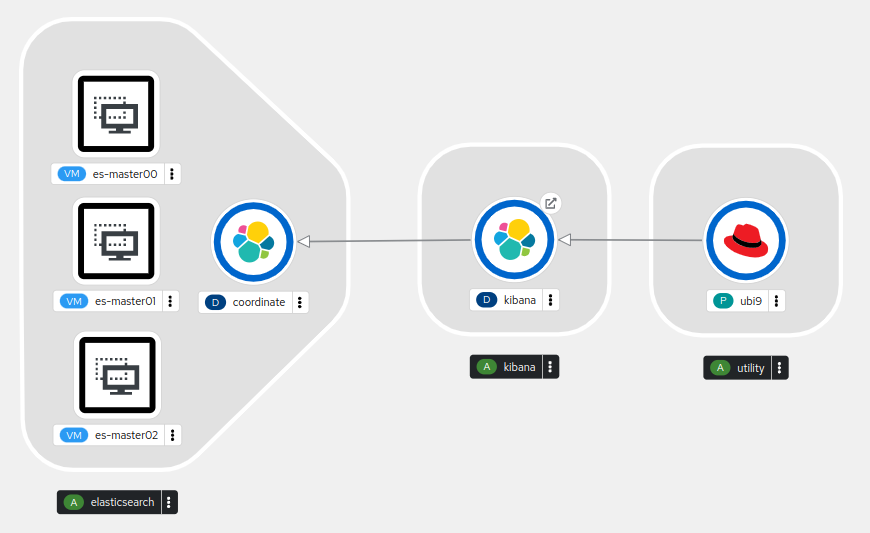 VM es-master00
VM es-master01
D coordinate
D kibana
P ubi9
A kibana
A utility
VM es-master02
A elasticsearch